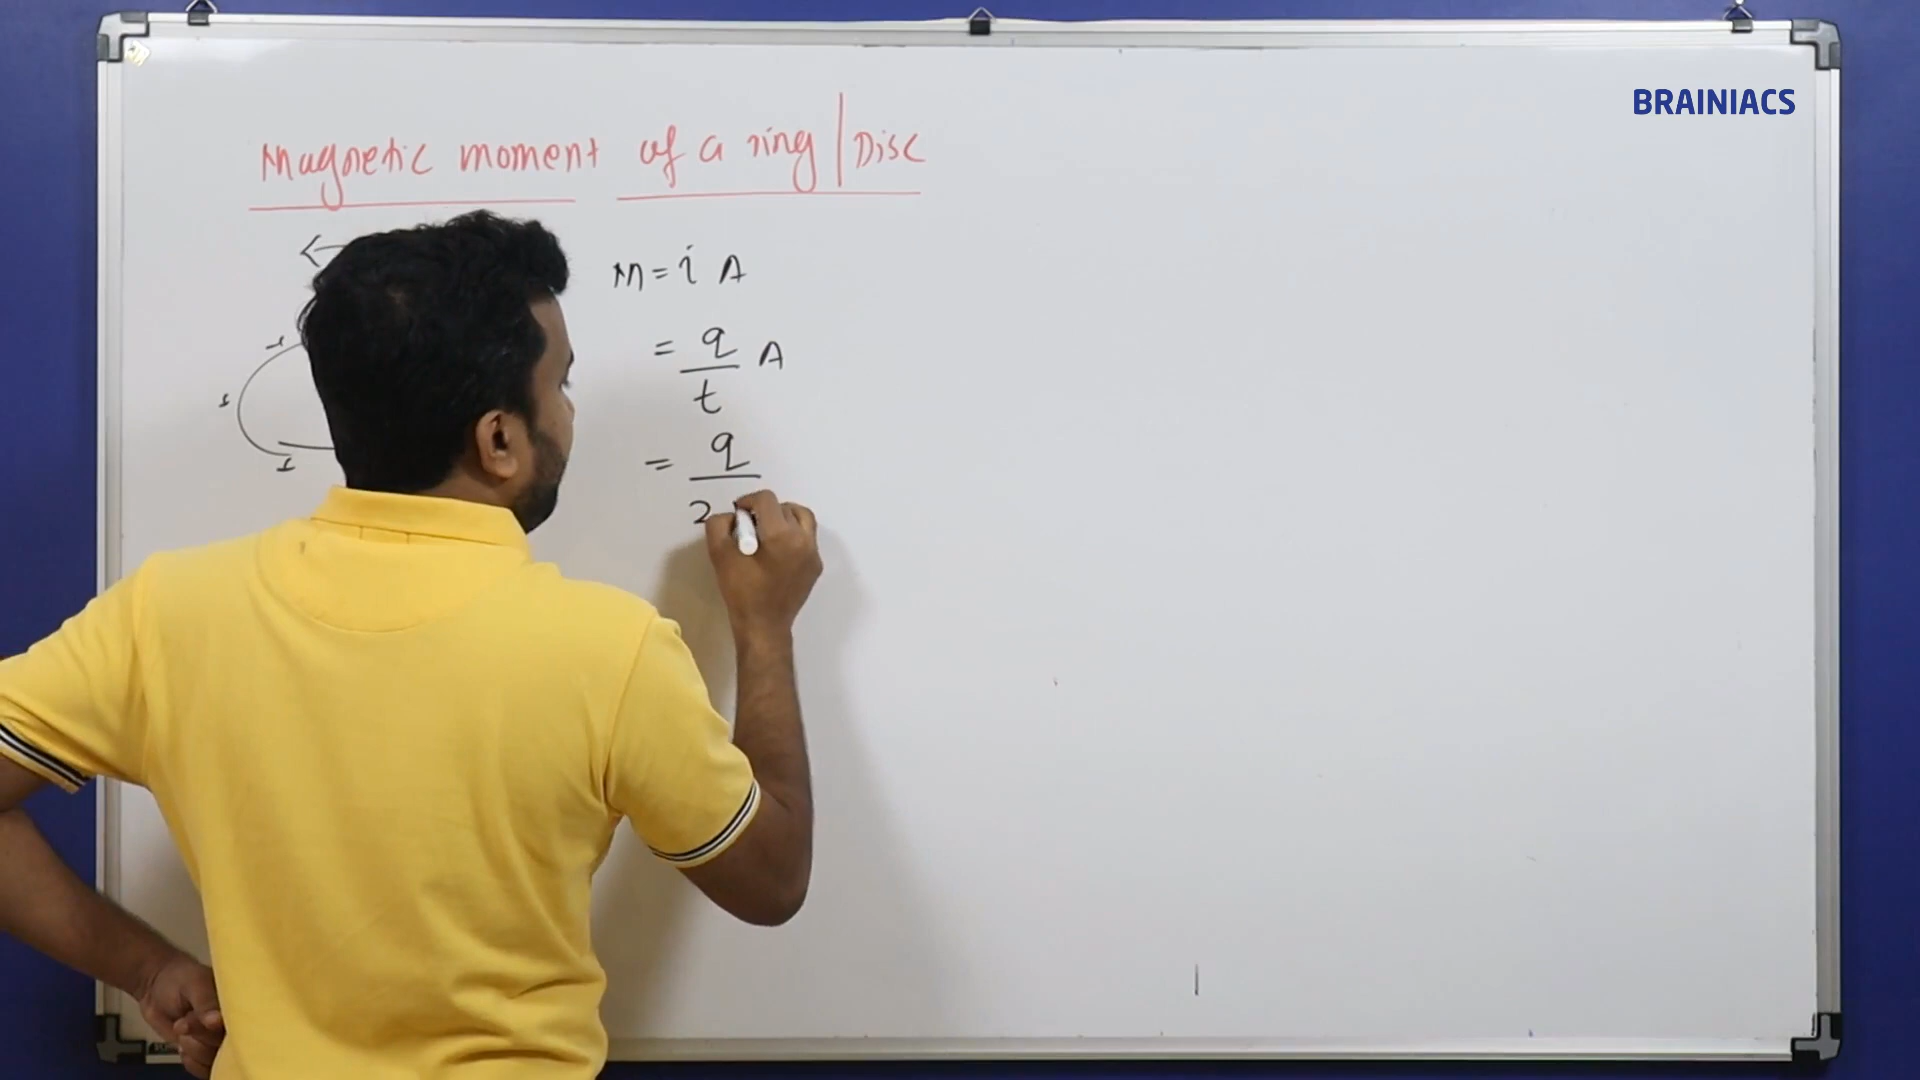 BRAINIACS
Magnetic moment of a ring | Disc
M = i A
= q/t A
= q/2